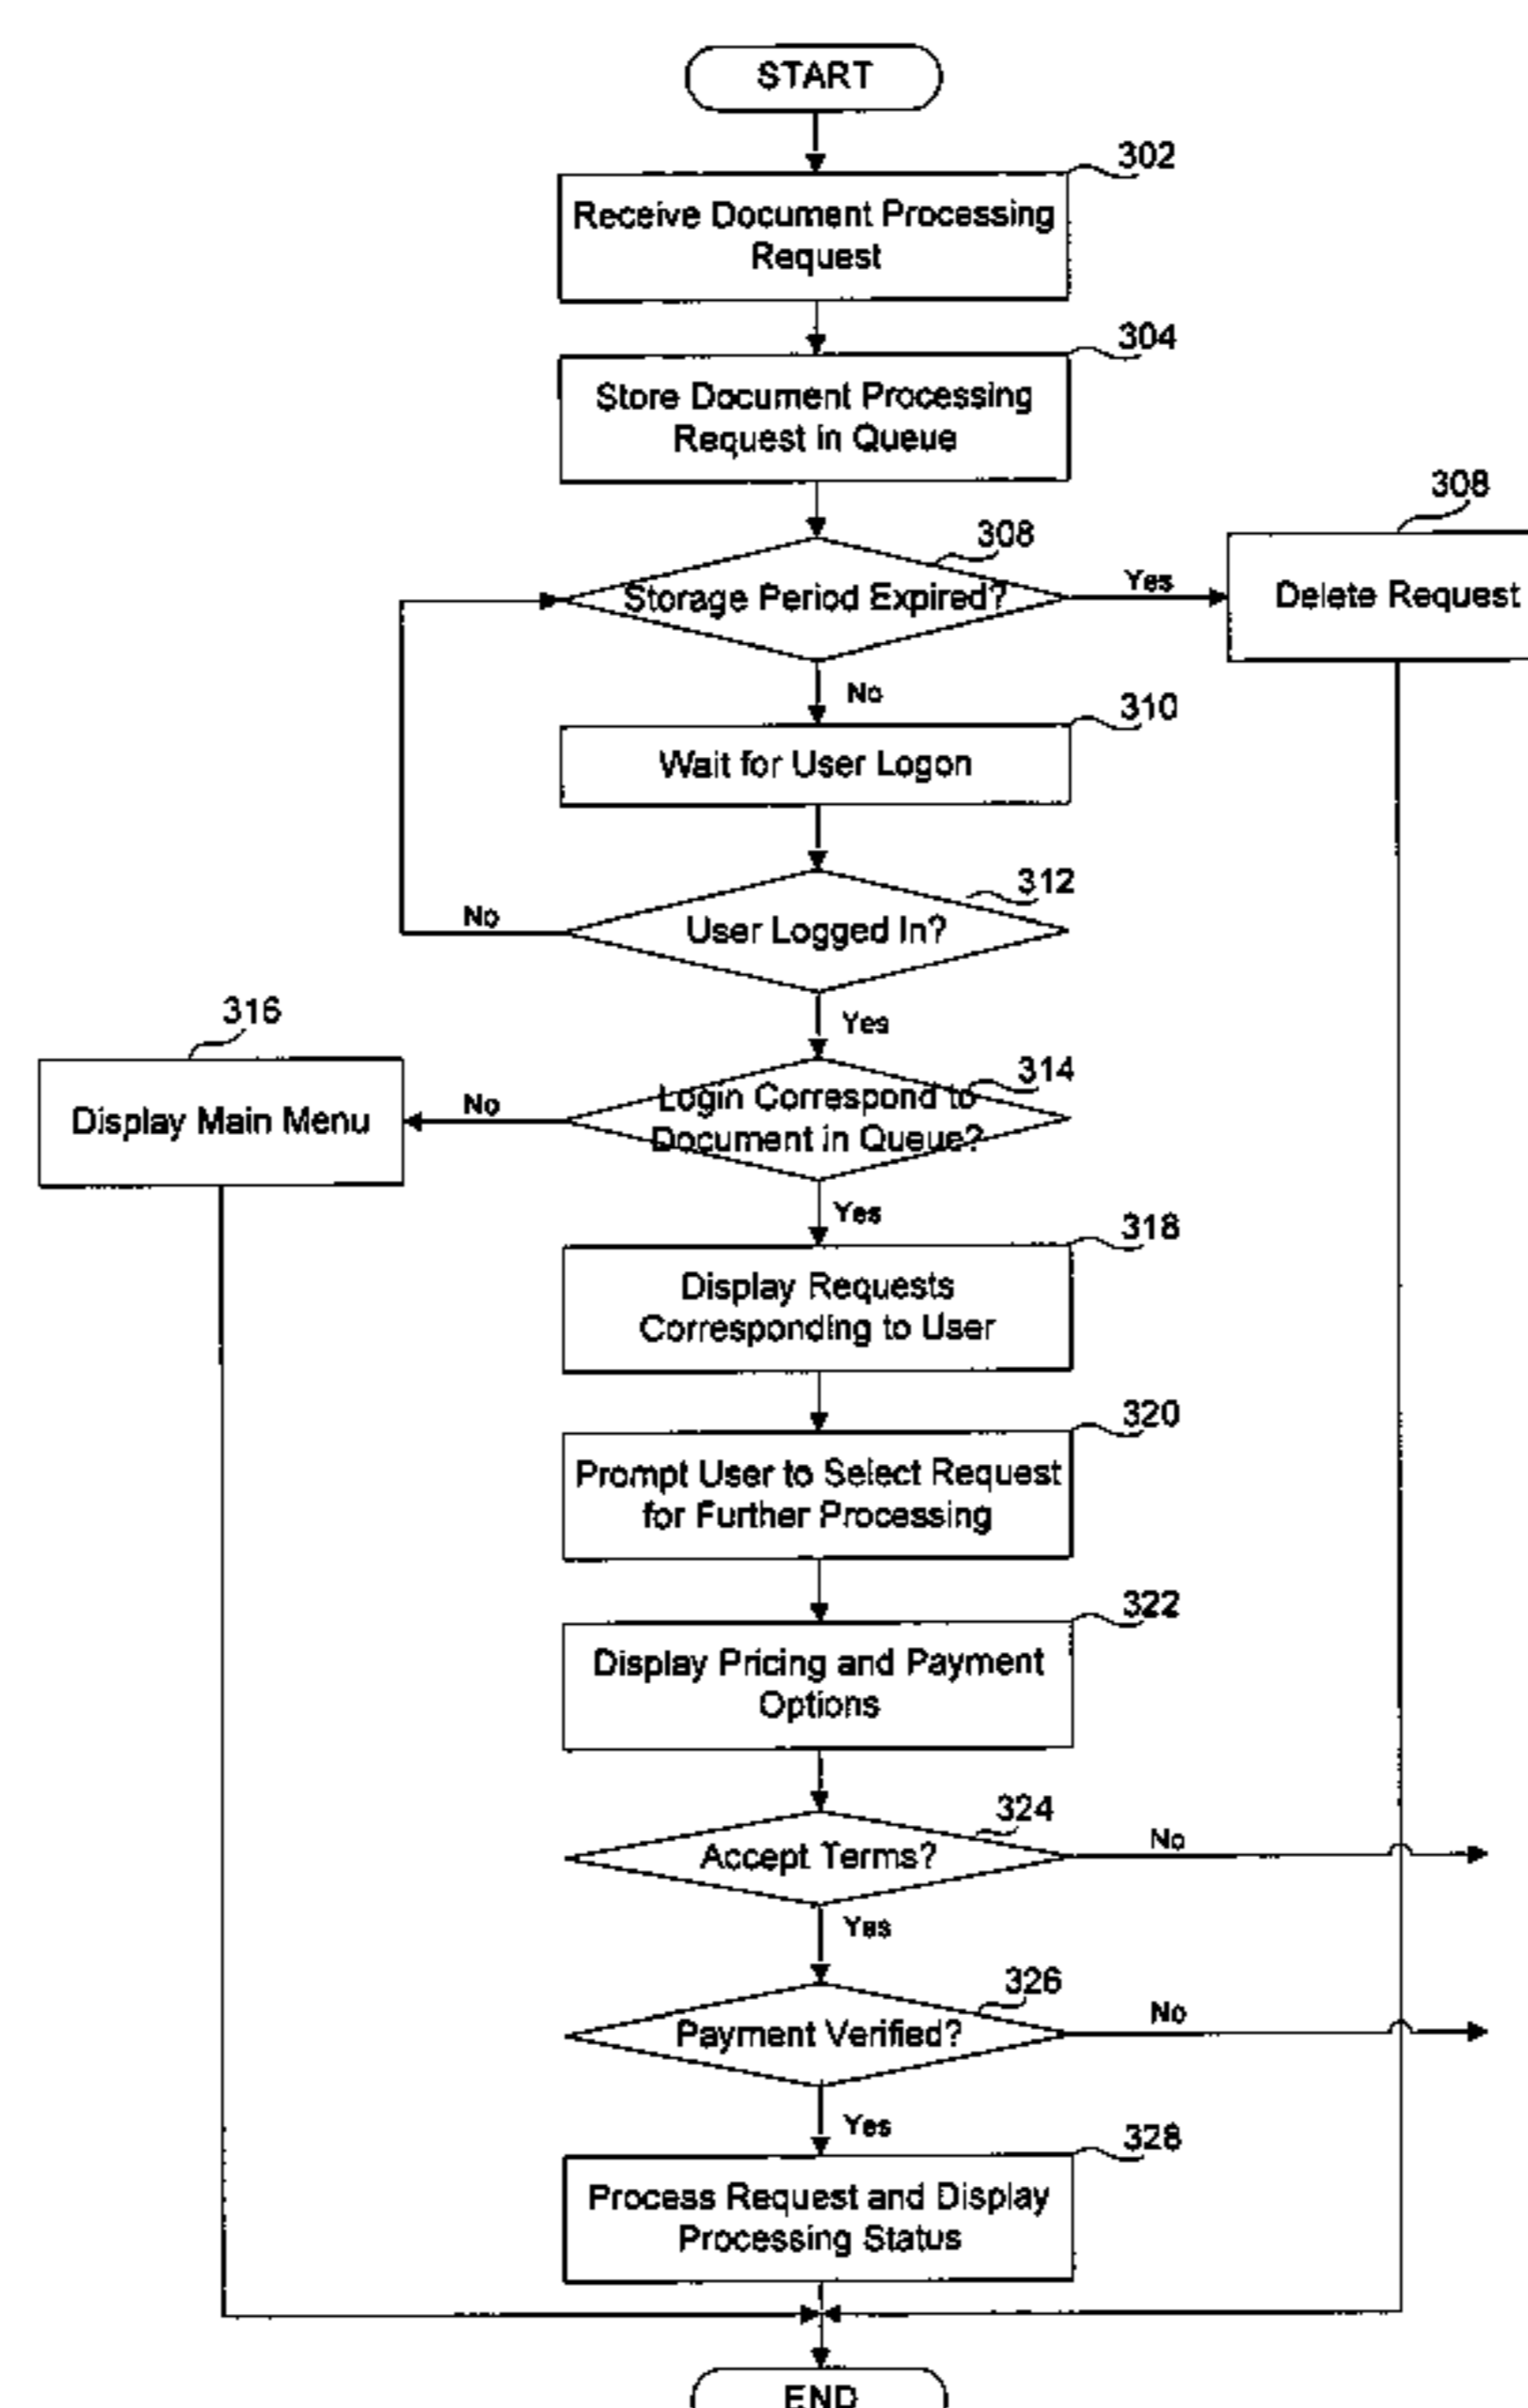 START
302
Receive Document Processing
Request
304
Store Document Processing
Request in Queue
308
Storage Period Expired?
Yes
308
Delete Request
No
310
Wait for User Logon
312
User Logged In?
No
Yes
316
Display Main Menu
No
314
Login Correspond to
Document in Queue?
Yes
318
Display Requests
Corresponding to User
320
Prompt User to Select Request
for Further Processing
322
Display Pricing and Payment
Options
324
Accept Terms?
No
Yes
326
Payment Verified?
No
Yes
328
Process Request and Display
Processing Status
END